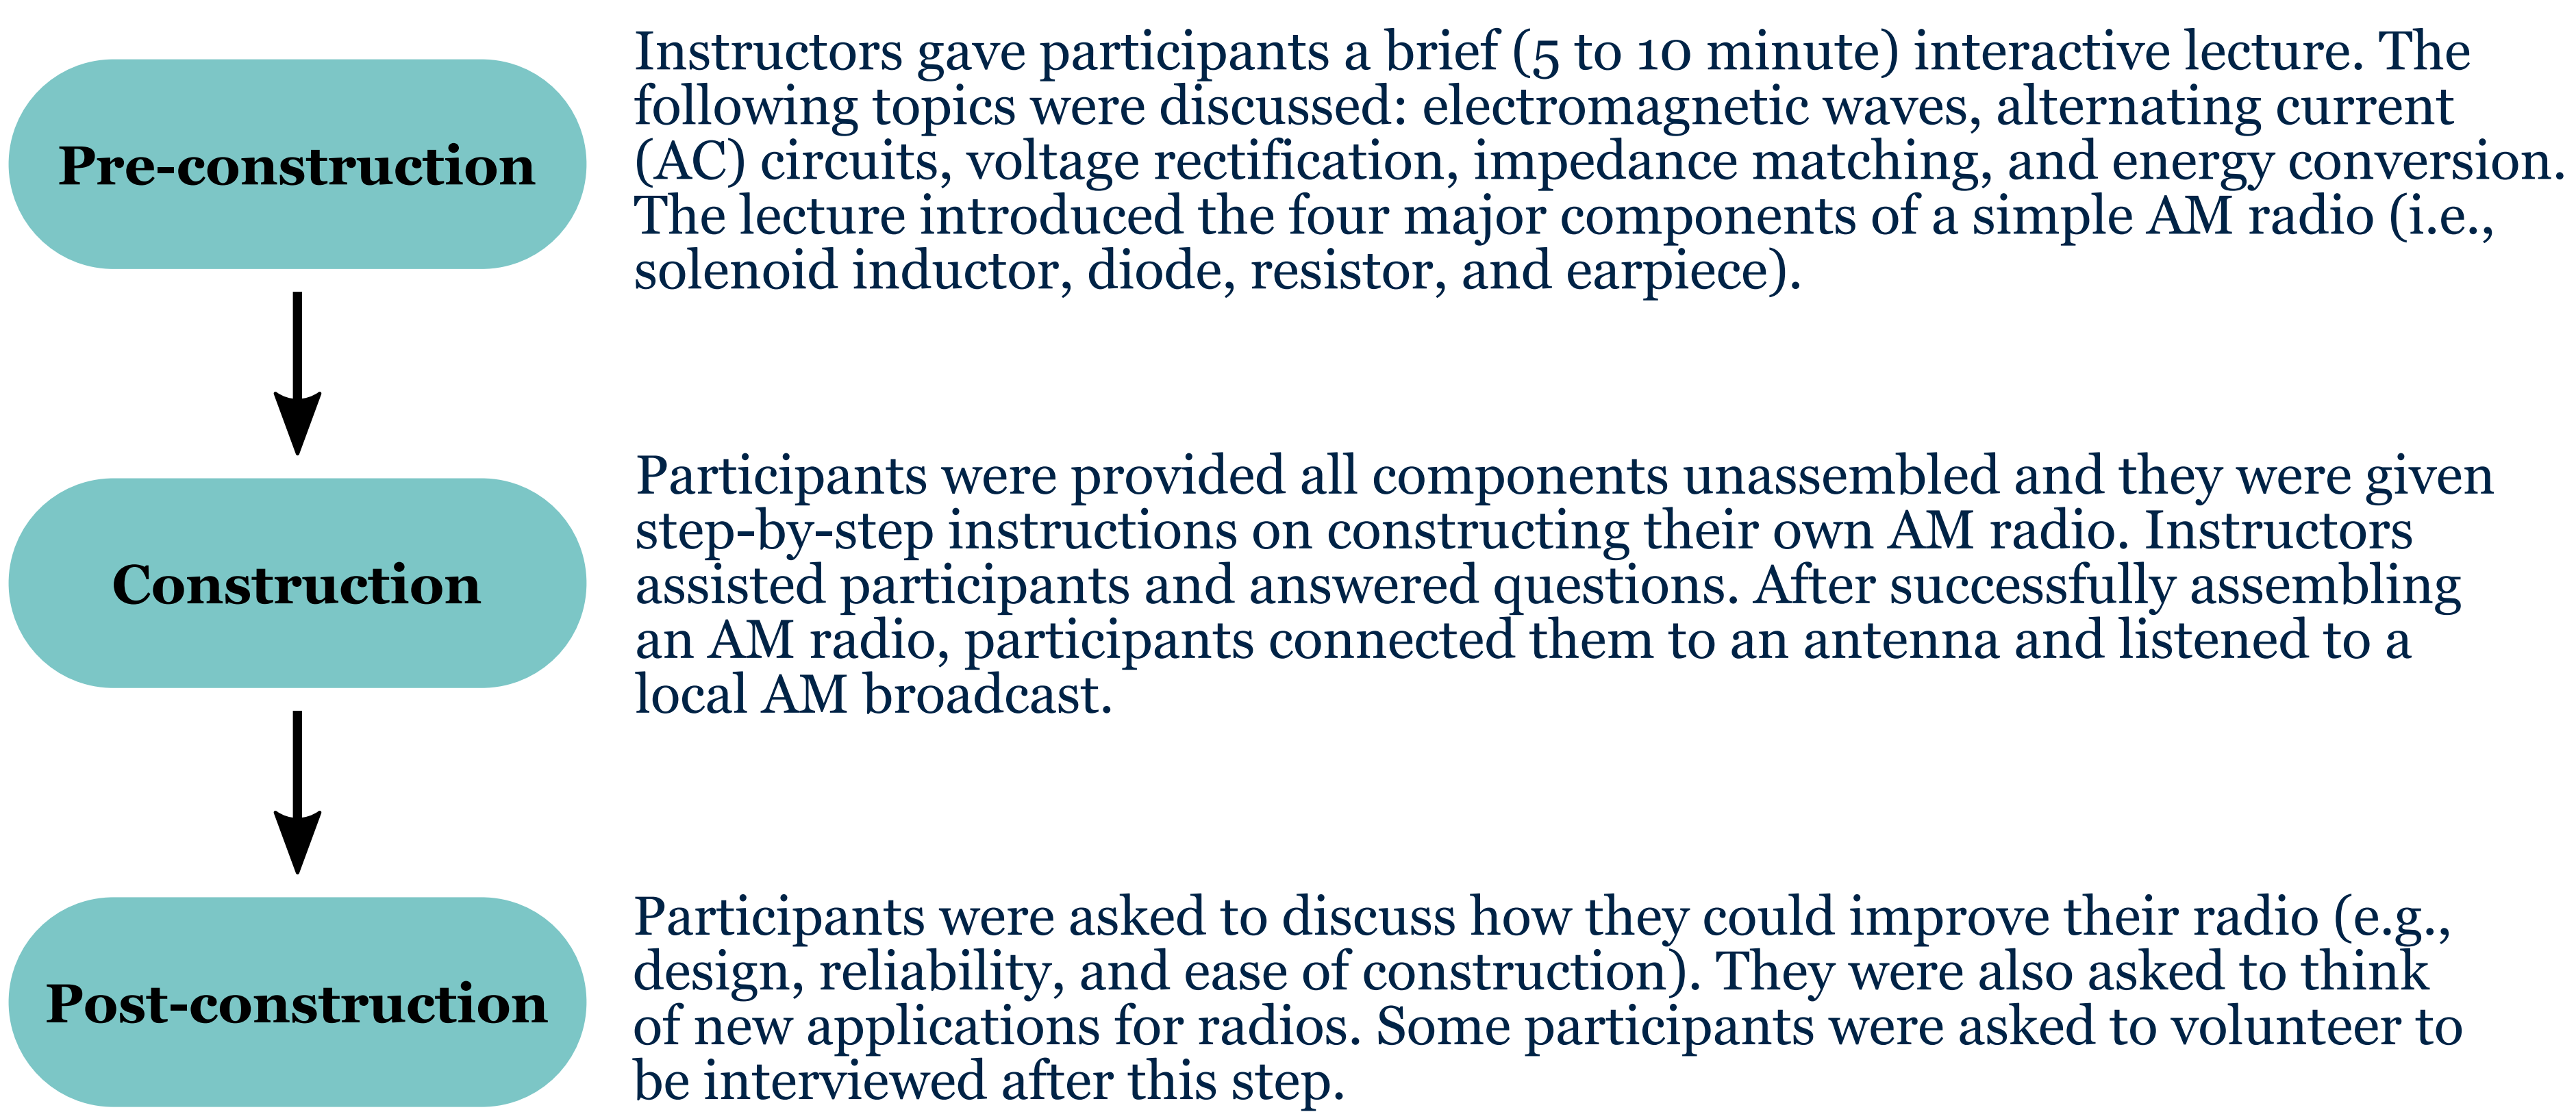 Pre-construction
Instructors gave participants a brief (5 to 10 minute) interactive lecture. The
following topics were discussed: electromagnetic waves, alternating current
(AC) circuits, voltage rectification, impedance matching, and energy conversion.
The lecture introduced the four major components of a simple AM radio (i.e.,
solenoid inductor, diode, resistor, and earpiece).
Construction
Participants were provided all components unassembled and they were given
step-by-step instructions on constructing their own AM radio. Instructors
assisted participants and answered questions. After successfully assembling
an AM radio, participants connected them to an antenna and listened to a
local AM broadcast.
Post-construction
Participants were asked to discuss how they could improve their radio (e.g.,
design, reliability, and ease of construction). They were also asked to think
of new applications for radios. Some participants were asked to volunteer to
be interviewed after this step.